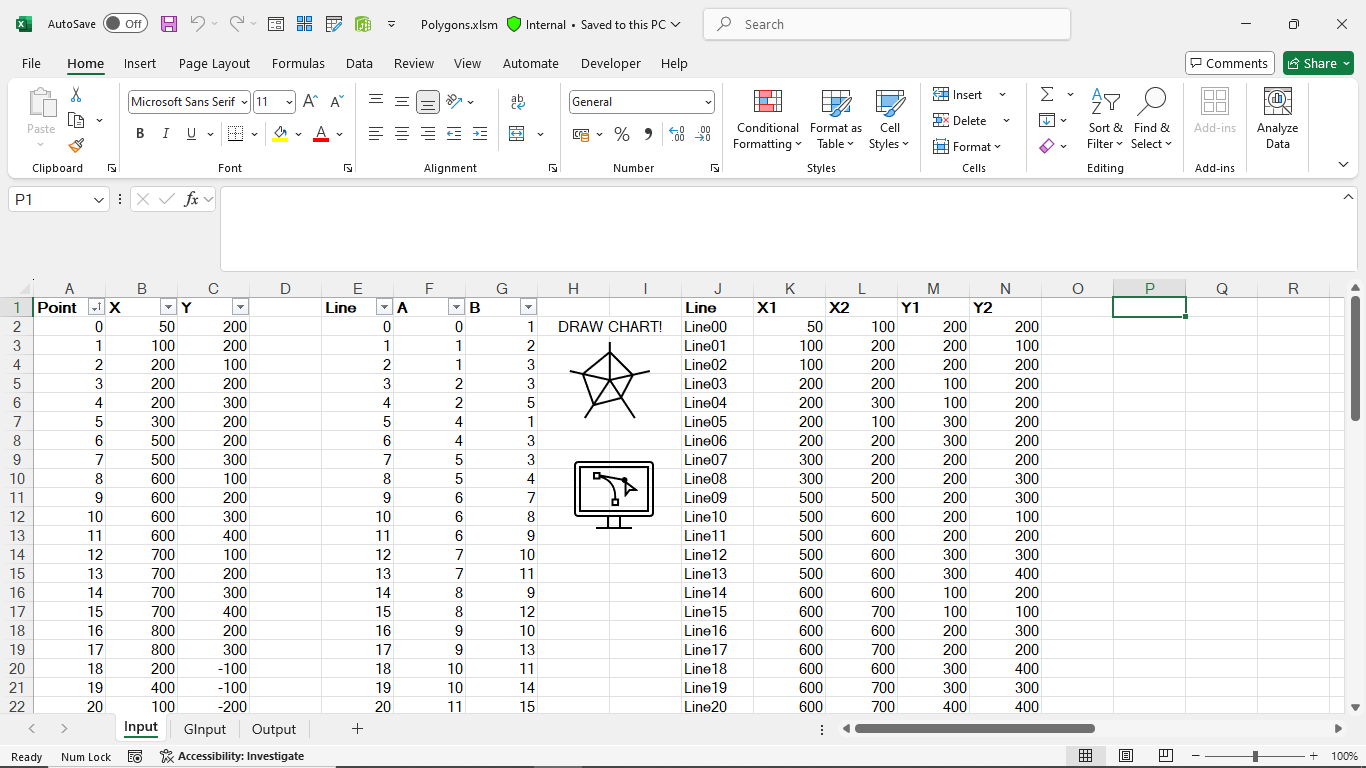 AutoSave Off Polygons.xlsm Internal • Saved to this PC Search
File Home Insert Page Layout Formulas Data Review View Automate Developer Help Comments Share
Paste Microsoft Sans Serif 11 A A ab General Conditional Formatting Format as Table Cell Styles Insert Delete Format Sort & Filter Find & Select Add-ins Analyze Data
B I U A % 9 .00
Clipboard Font Alignment Number Styles Cells Editing Add-ins
P1 fx
A B C D E F G H I J K L M N O P Q R
1 Point X Y Line A B Line X1 X2 Y1 Y2
2 0 50 200 0 0 1 DRAW CHART! Line00 50 100 200 200
3 1 100 200 1 1 2 Line01 100 200 200 100
4 2 200 100 2 1 3 Line02 100 200 200 200
5 3 200 200 3 2 3 Line03 200 200 100 200
6 4 200 300 4 2 5 Line04 200 300 100 200
7 5 300 200 5 4 1 Line05 200 100 300 200
8 6 500 200 6 4 3 Line06 200 200 300 200
9 7 500 300 7 5 3 Line07 300 200 200 200
10 8 600 100 8 5 4 Line08 300 200 200 300
11 9 600 200 9 6 7 Line09 500 500 200 300
12 10 600 300 10 6 8 Line10 500 600 200 100
13 11 600 400 11 6 9 Line11 500 600 200 200
14 12 700 100 12 7 10 Line12 500 600 300 300
15 13 700 200 13 7 11 Line13 500 600 300 400
16 14 700 300 14 8 9 Line14 600 600 100 200
17 15 700 400 15 8 12 Line15 600 700 100 100
18 16 800 200 16 9 10 Line16 600 600 200 300
19 17 800 300 17 9 13 Line17 600 700 200 200
20 18 200 -100 18 10 11 Line18 600 600 300 400
21 19 400 -100 19 10 14 Line19 600 700 300 300
22 20 100 -200 20 11 15 Line20 600 700 400 400
Input GInput Output
Ready Num Lock Accessibility: Investigate 100%